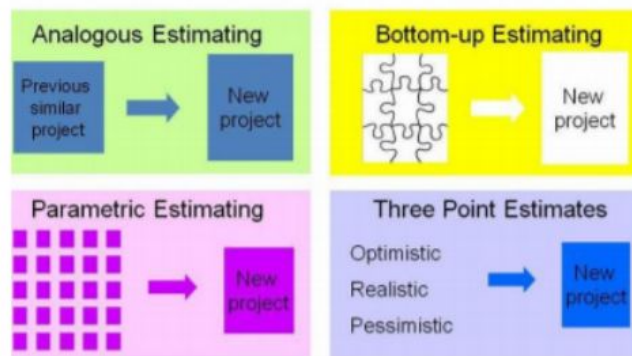 Analogous Estimating
Previous
similar
project
New
project
Bottom-up Estimating
New
project
Parametric Estimating
New
project
Three Point Estimates
Optimistic
Realistic
Pessimistic
New
project